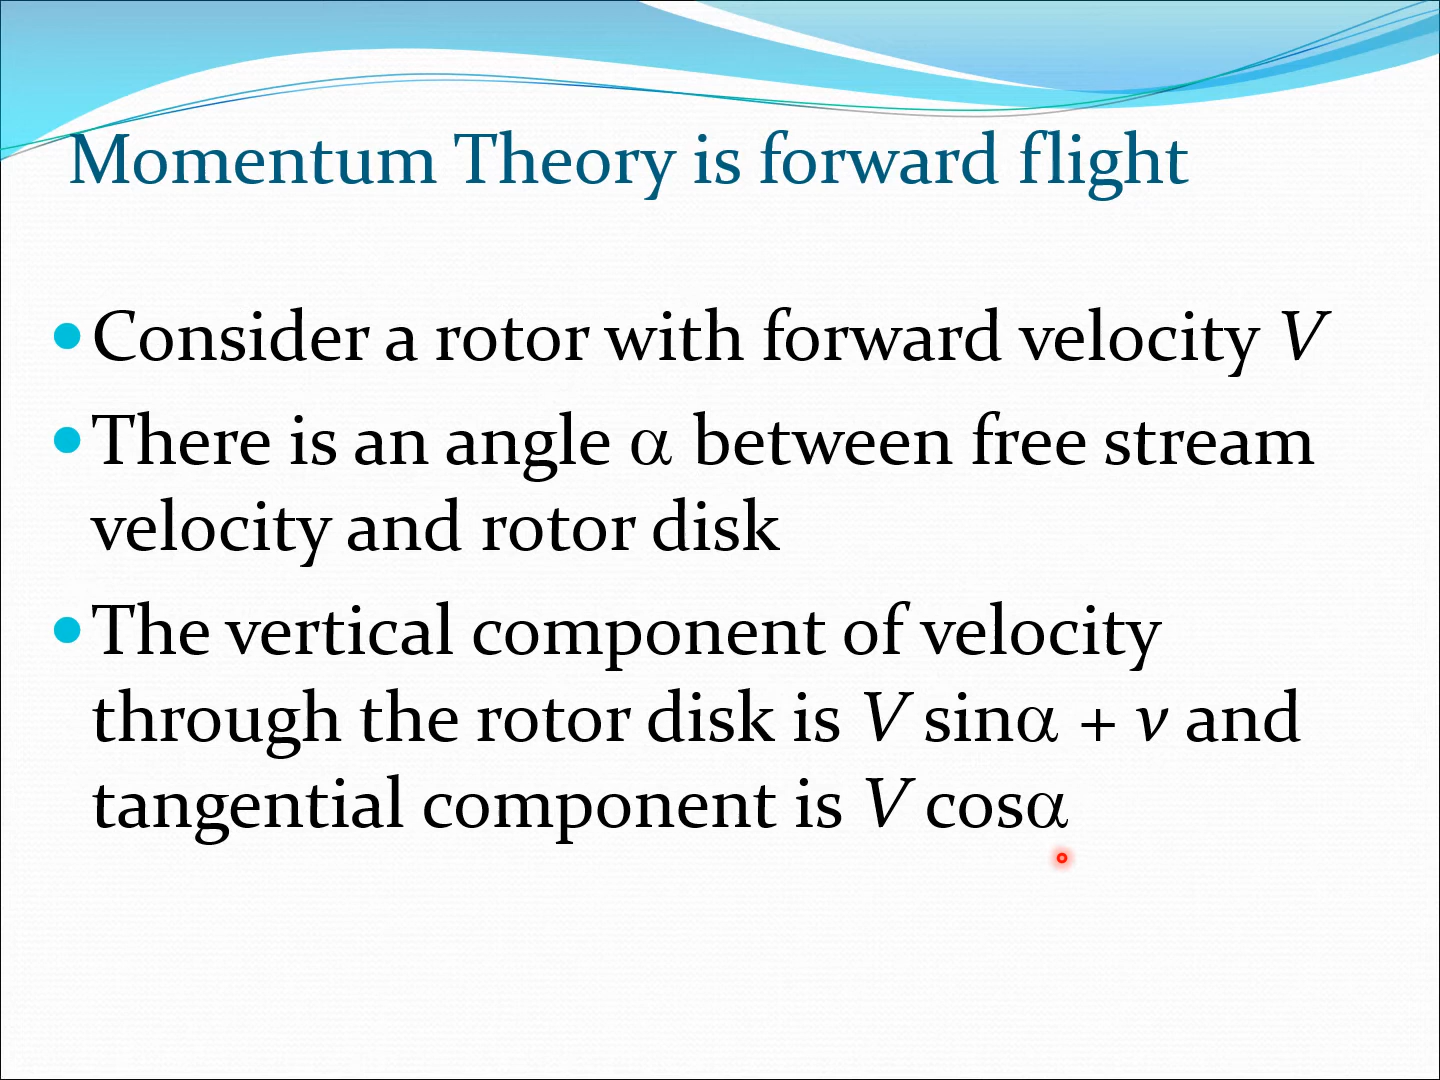 Momentum Theory is forward flight
Consider a rotor with forward velocity V
There is an angle α between free stream
velocity and rotor disk
The vertical component of velocity
through the rotor disk is V sinα + v and
tangential component is V cosα